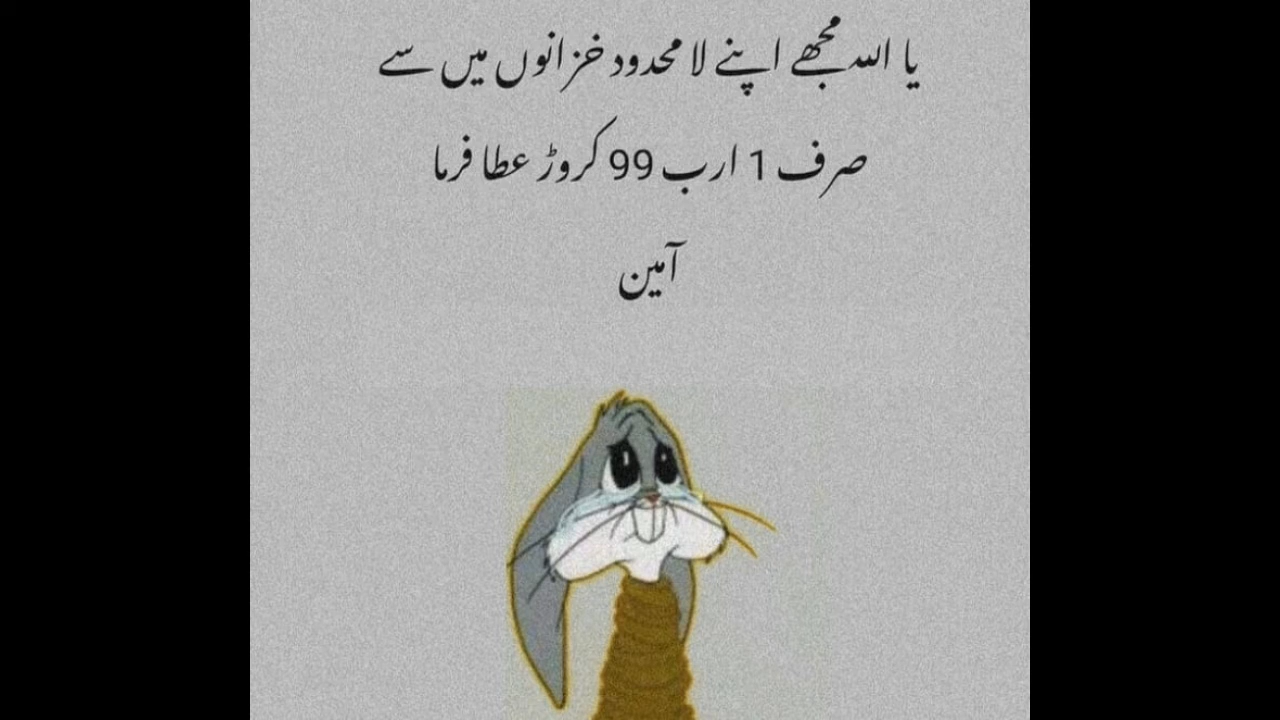 یا اللہ مجھے اپنے لا محدود خزانوں میں سے
صرف 1 ارب 99 کروڑ عطا فرما
آمین